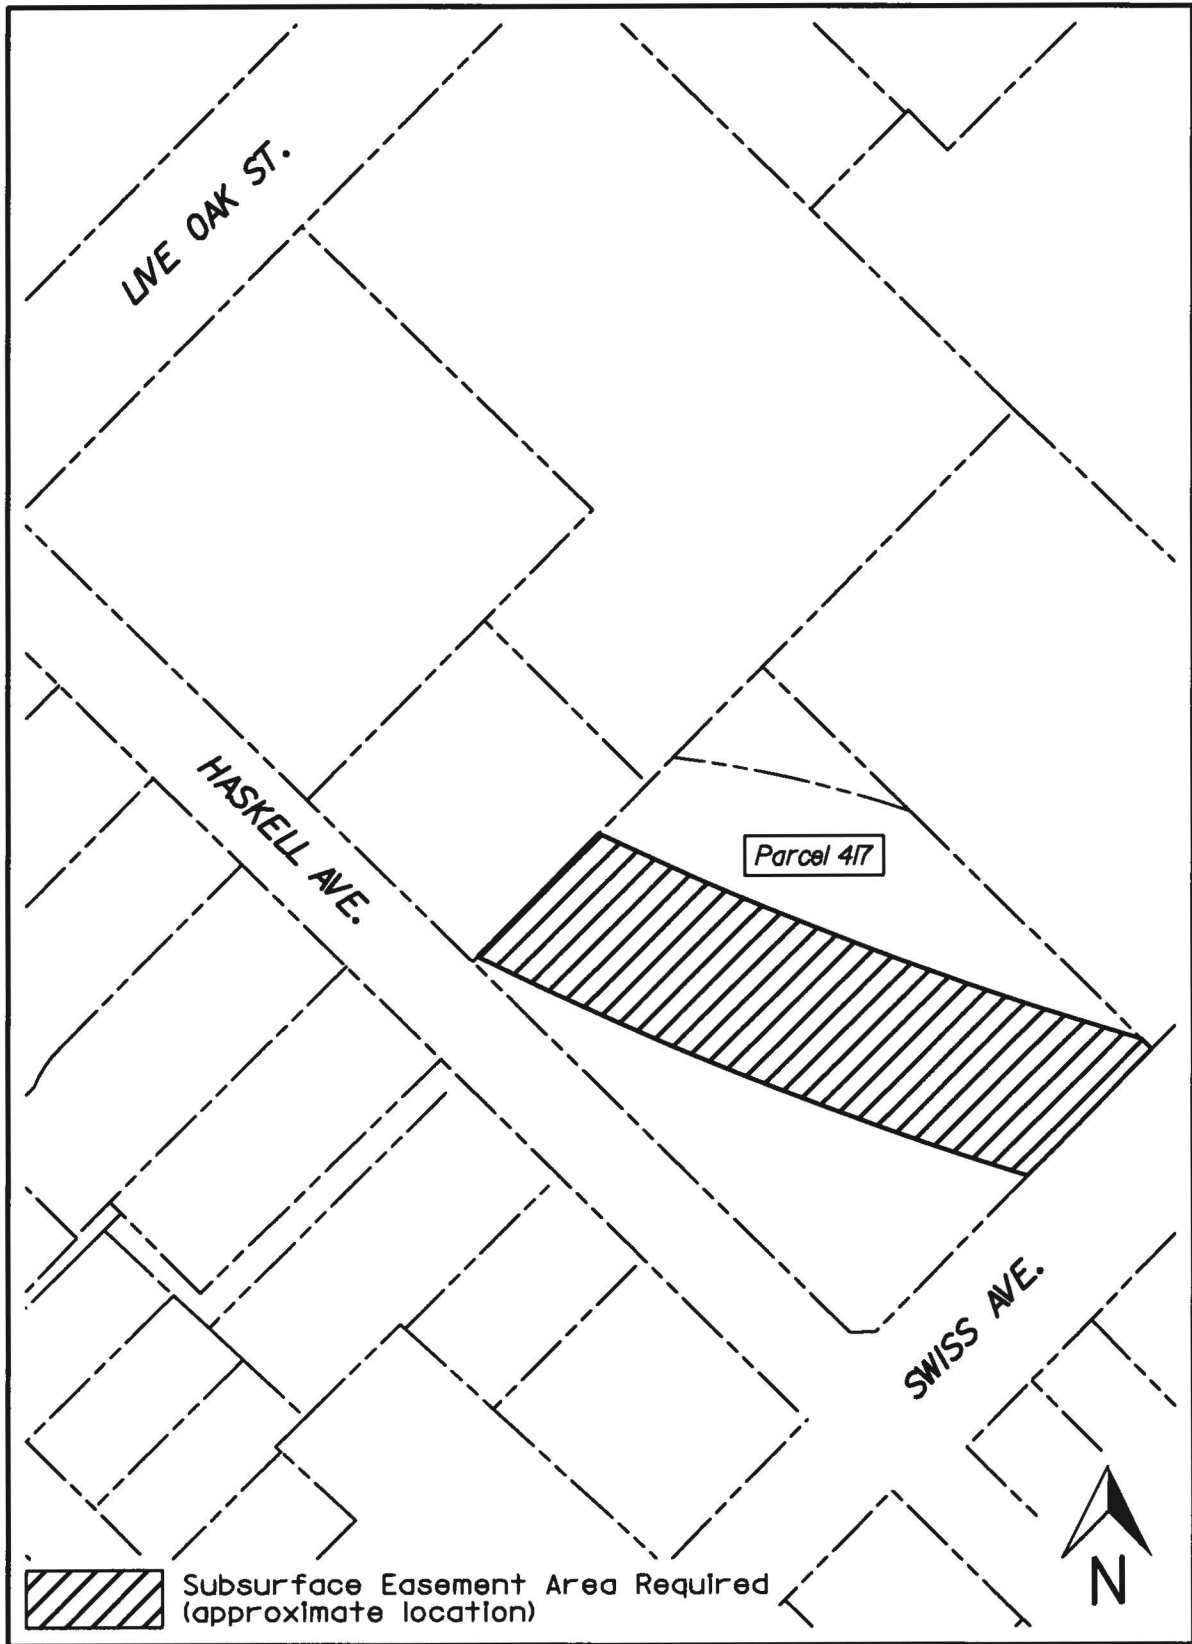 LIVE OAK ST.
HASKELL AVE.
Parcel 417
SWISS AVE.
N
Subsurface Easement Area Required
(approximate location)